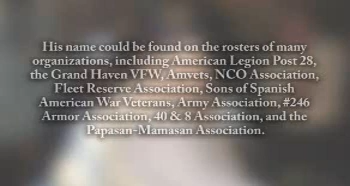 His name could be found on the rosters of many
organizations, including American Legion Post 28,
the Grand Haven VFW, Amvets, NCO Association,
Fleet Reserve Association, Sons of Spanish
American War Veterans, Army Association, #246
Armor Association, 40 & 8 Association, and the
Papasan-Mamasan Association.